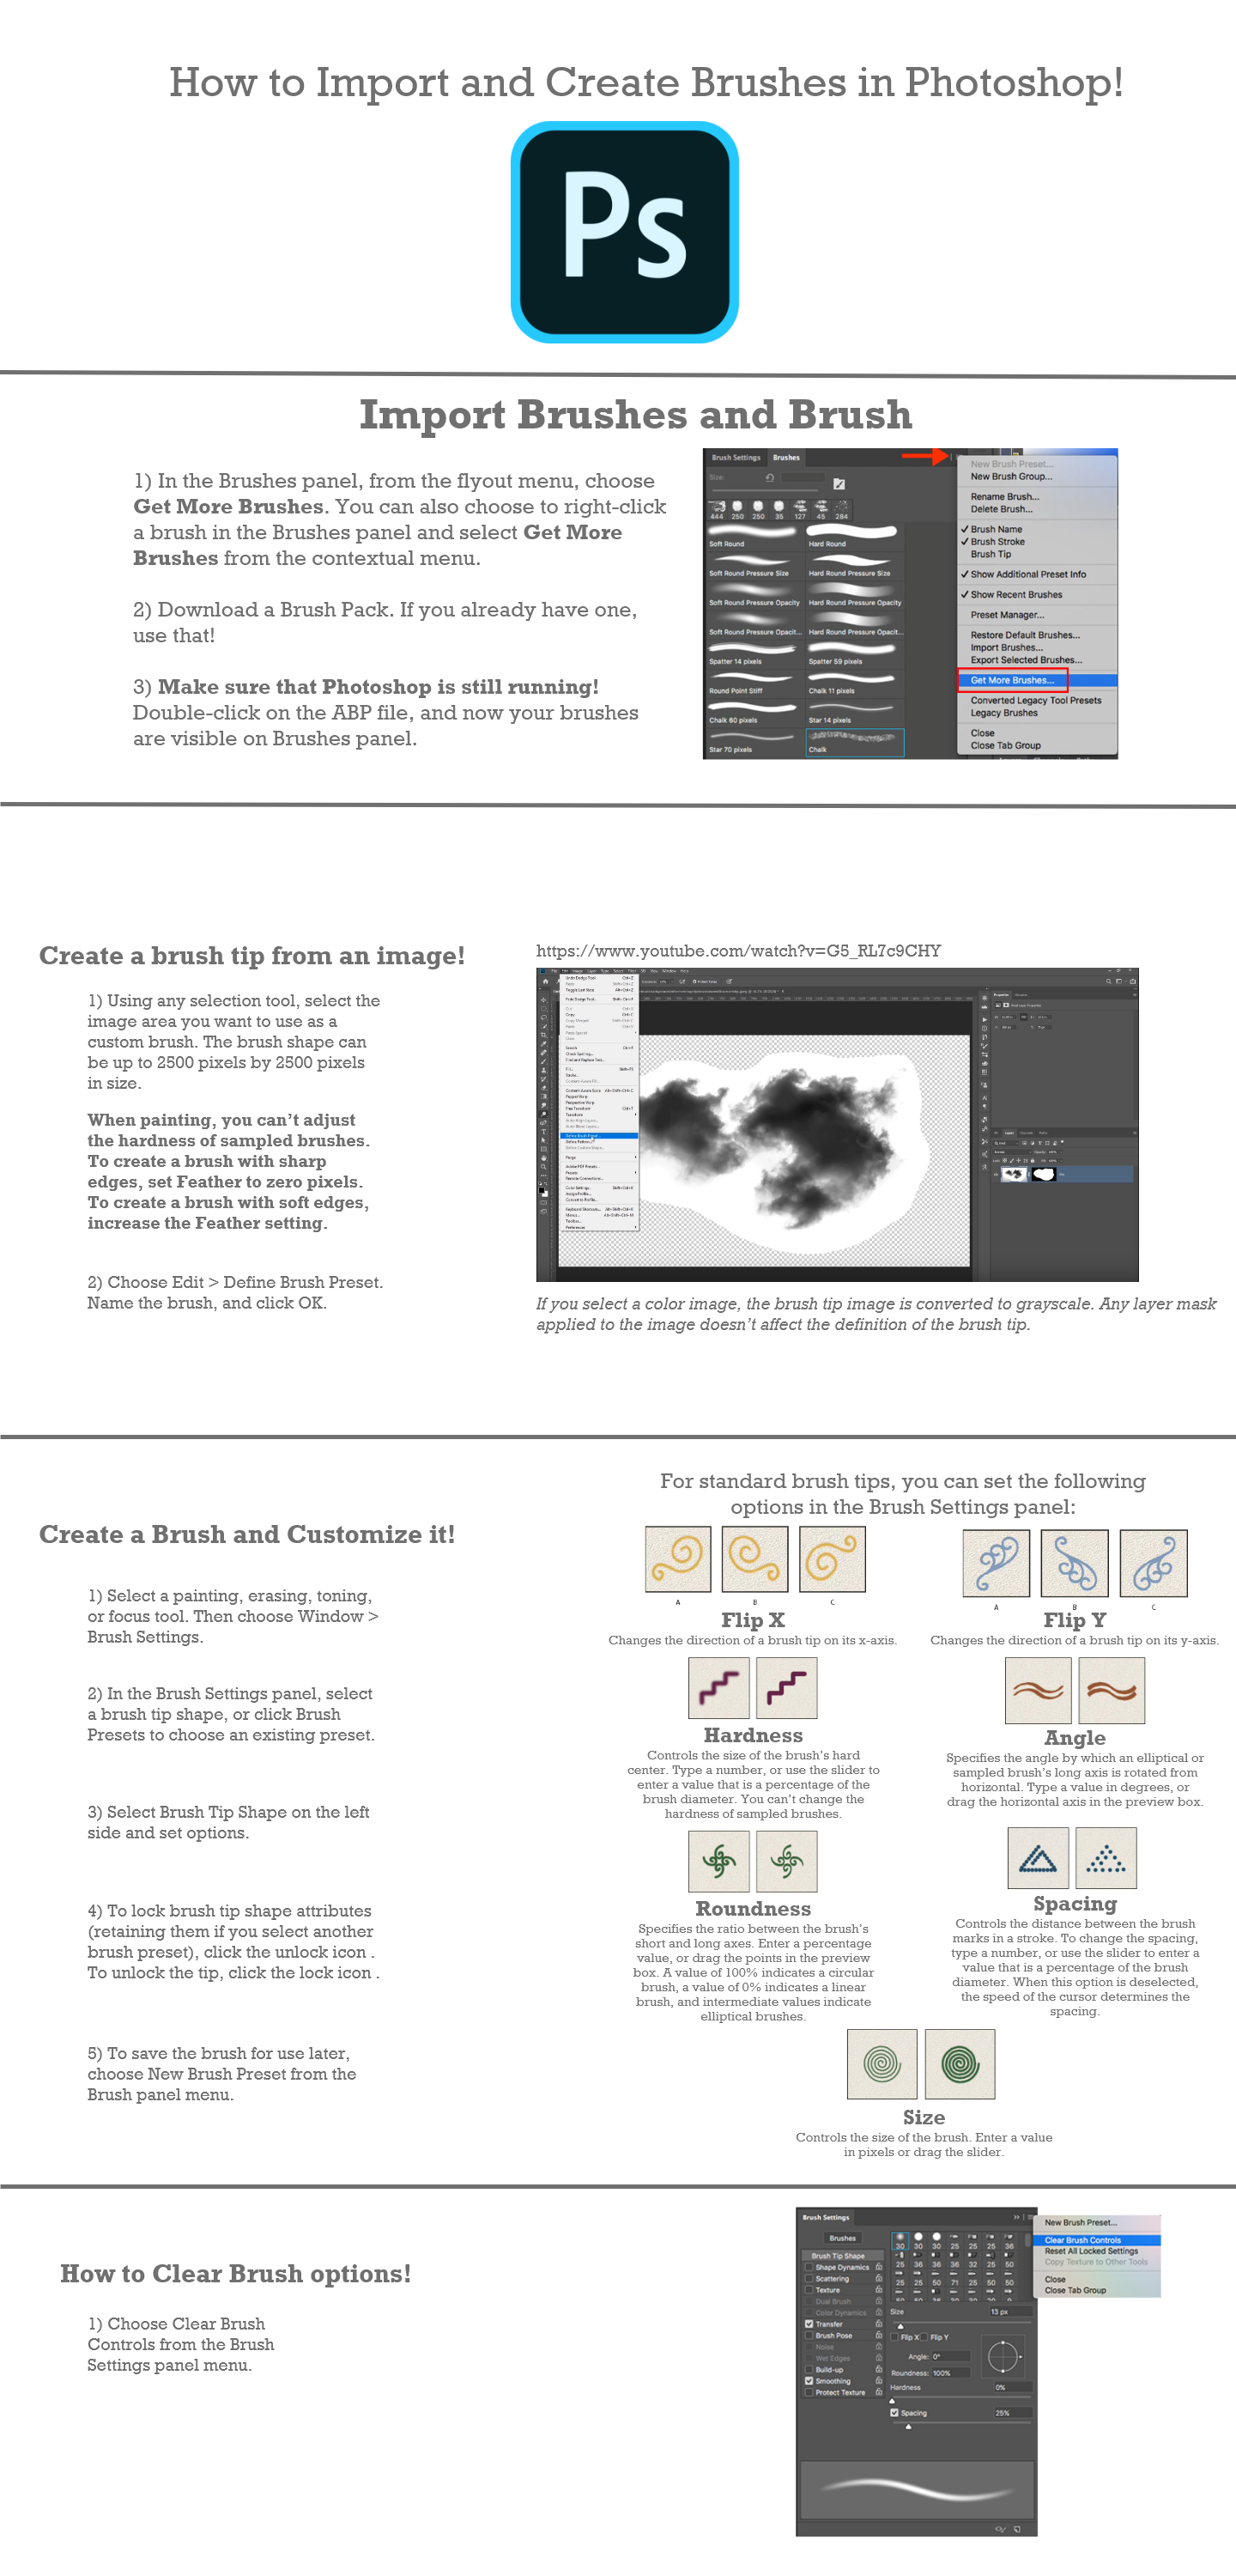 How to Import and Create Brushes in Photoshop!
Ps
Import Brushes and Brush
1) In the Brushes panel, from the flyout menu, choose
Get More Brushes. You can also choose to right-click
a brush in the Brushes panel and select Get More
Brushes from the contextual menu.
2) Download a Brush Pack. If you already have one,
use that!
3) Make sure that Photoshop is still running!
Double-click on the ABP file, and now your brushes
are visible on Brushes panel.
Brush Settings Brushes
Size:
444 250 250 35 127 45 284
Soft Round Hard Round
Soft Round Pressure Size Hard Round Pressure Size
Soft Round Pressure Opacity Hard Round Pressure Opacity
Soft Round Pressure Opacit... Hard Round Pressure Opacit...
Spatter 14 pixels Spatter 59 pixels
Round Point Stiff Chalk 11 pixels
Chalk 60 pixels Star 14 pixels
Star 70 pixels Chalk
New Brush Preset...
New Brush Group...
Rename Brush...
Delete Brush...
Brush Name
Brush Stroke
Brush Tip
Show Additional Preset Info
Show Recent Brushes
Preset Manager...
Restore Default Brushes...
Import Brushes...
Export Selected Brushes...
Get More Brushes...
Converted Legacy Tool Presets
Legacy Brushes
Close
Close Tab Group
Create a brush tip from an image!
1) Using any selection tool, select the
image area you want to use as a
custom brush. The brush shape can
be up to 2500 pixels by 2500 pixels
in size.
When painting, you can't adjust
the hardness of sampled brushes.
To create a brush with sharp
edges, set Feather to zero pixels.
To create a brush with soft edges,
increase the Feather setting.
2) Choose Edit > Define Brush Preset.
Name the brush, and click OK.
https://www.youtube.com/watch?v=G5_RL7c9CHY
If you select a color image, the brush tip image is converted to grayscale. Any layer mask
applied to the image doesn't affect the definition of the brush tip.
Create a Brush and Customize it!
1) Select a painting, erasing, toning,
or focus tool. Then choose Window >
Brush Settings.
2) In the Brush Settings panel, select
a brush tip shape, or click Brush
Presets to choose an existing preset.
3) Select Brush Tip Shape on the left
side and set options.
4) To lock brush tip shape attributes
(retaining them if you select another
brush preset), click the unlock icon .
To unlock the tip, click the lock icon .
5) To save the brush for use later,
choose New Brush Preset from the
Brush panel menu.
For standard brush tips, you can set the following
options in the Brush Settings panel:
A B C
Flip X
Changes the direction of a brush tip on its x-axis.
A B C
Flip Y
Changes the direction of a brush tip on its y-axis.
Hardness
Controls the size of the brush's hard
center. Type a number, or use the slider to
enter a value that is a percentage of the
brush diameter. You can't change the
hardness of sampled brushes.
Angle
Specifies the angle by which an elliptical or
sampled brush's long axis is rotated from
horizontal. Type a value in degrees, or
drag the horizontal axis in the preview box.
Roundness
Specifies the ratio between the brush's
short and long axes. Enter a percentage
value, or drag the points in the preview
box. A value of 100% indicates a circular
brush, a value of 0% indicates a linear
brush, and intermediate values indicate
elliptical brushes.
Spacing
Controls the distance between the brush
marks in a stroke. To change the spacing,
type a number, or use the slider to enter a
value that is a percentage of the brush
diameter. When this option is deselected,
the speed of the cursor determines the
spacing.
Size
Controls the size of the brush. Enter a value
in pixels or drag the slider.
How to Clear Brush options!
1) Choose Clear Brush
Controls from the Brush
Settings panel menu.
Brush Settings
Brushes
Brush Tip Shape
Shape Dynamics
Scattering
Texture
Dual Brush
Color Dynamics
Transfer
Brush Pose
Noise
Wet Edges
Build-up
Smoothing
Protect Texture
30 30 30 25 25 25 36
25 36 36 36 32 25 50
25 25 50 71 25 50 50
Size 13 px
Flip X Flip Y
Angle: 0°
Roundness: 100%
Hardness 0%
Spacing 25%
New Brush Preset...
Clear Brush Controls
Reset All Locked Settings
Copy Texture to Other Tools
Close
Close Tab Group